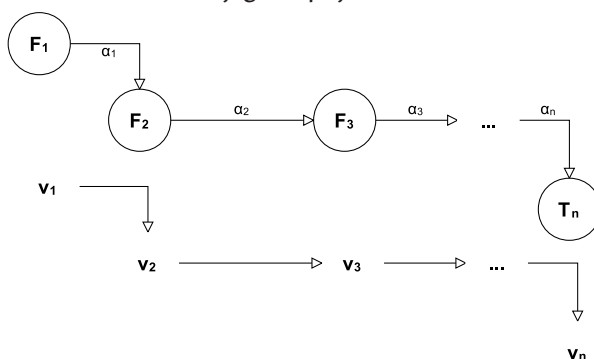 F₁ α₁
α₂ α₃ αₙ
F₂ F₃ ...
v₁ Tₙ
v₂ v₃ ...
vₙ